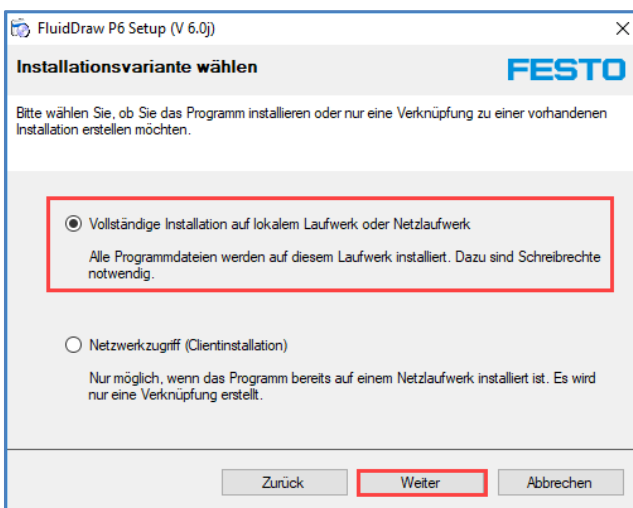 FluidDraw P6 Setup (V 6.0j)
Installationsvariante wählen
FESTO
Bitte wählen Sie, ob Sie das Programm installieren oder nur eine Verknüpfung zu einer vorhandenen
Installation erstellen möchten.
Vollständige Installation auf lokalem Laufwerk oder Netzlaufwerk
Alle Programmdateien werden auf diesem Laufwerk installiert. Dazu sind Schreibrechte
notwendig.
Netzwerkzugriff (Clientinstallation)
Nur möglich, wenn das Programm bereits auf einem Netzlaufwerk installiert ist. Es wird
nur eine Verknüpfung erstellt.
Zurück
Weiter
Abbrechen